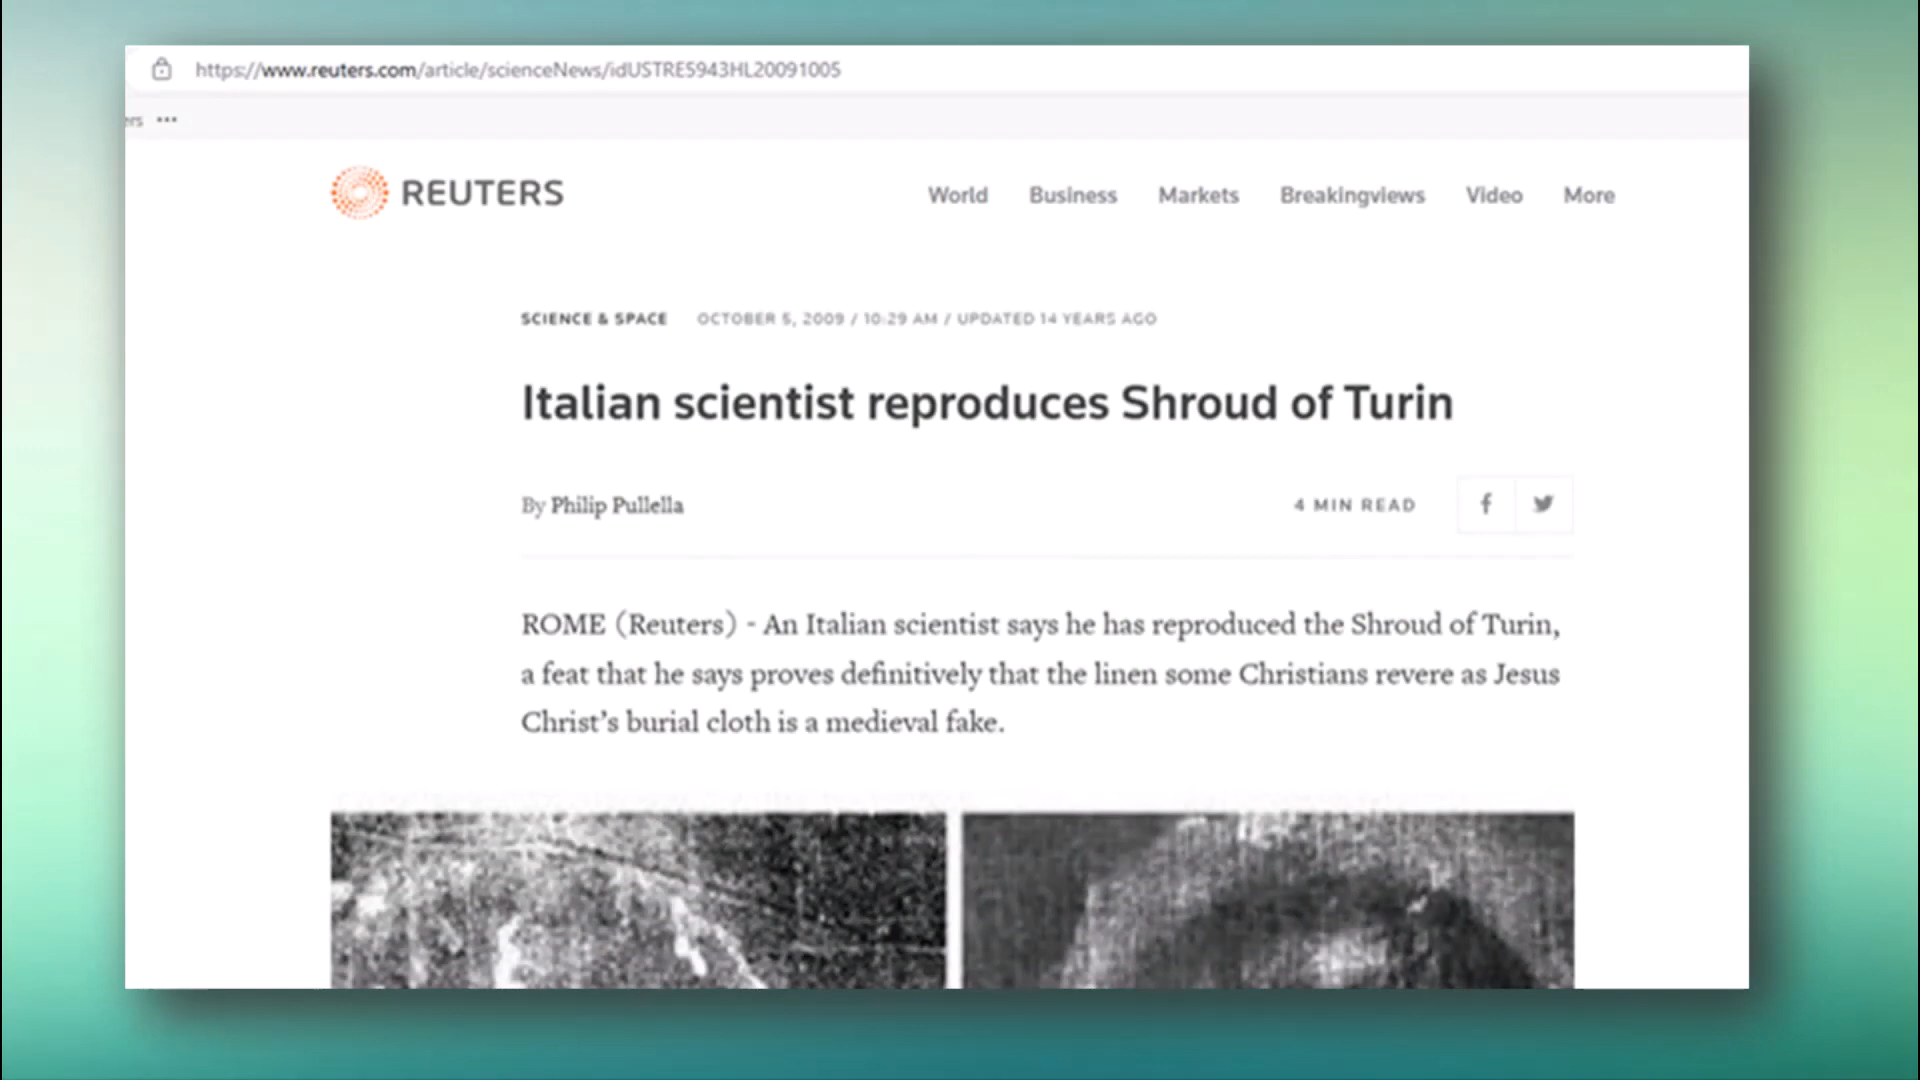 https://www.reuters.com/article/scienceNews/idUSTRE5943HL20091005
ers •••
REUTERS
World Business Markets Breakingviews Video More
SCIENCE & SPACE OCTOBER 5, 2009 / 10:29 AM / UPDATED 14 YEARS AGO
Italian scientist reproduces Shroud of Turin
By Philip Pullella
4 MIN READ
ROME (Reuters) - An Italian scientist says he has reproduced the Shroud of Turin,
a feat that he says proves definitively that the linen some Christians revere as Jesus
Christ’s burial cloth is a medieval fake.